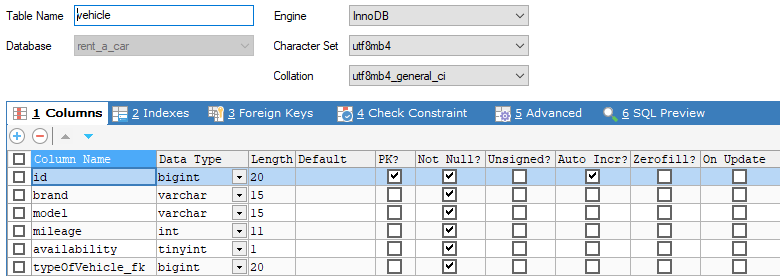 Table Name vehicle Engine InnoDB
Database rent_a_car Character Set utf8mb4
Collation utf8mb4_general_ci
1 Columns 2 Indexes 3 Foreign Keys 4 Check Constraint 5 Advanced 6 SQL Preview
Column Name Data Type Length Default PK? Not Null? Unsigned? Auto Incr? Zerofill? On Update
id bigint 20
brand varchar 15
model varchar 15
mileage int 11
availability tinyint 1
typeOfVehicle_fk bigint 20